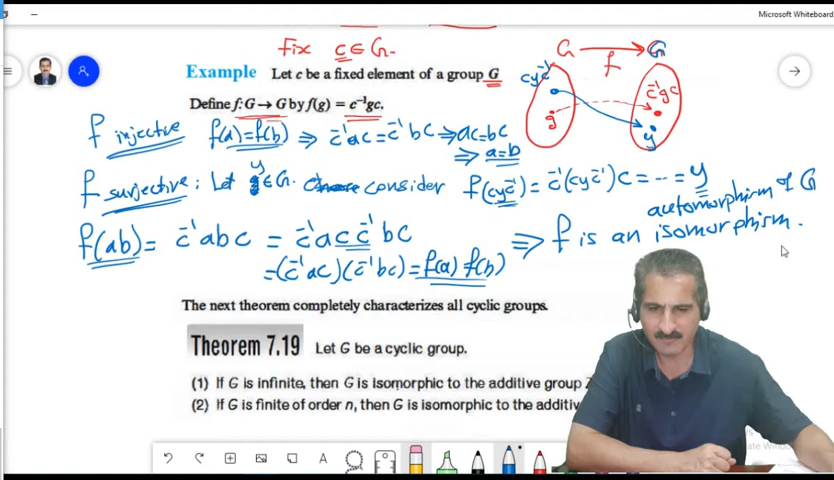 Microsoft Whiteboard
Fix c ∈ G.
G → G
f
Example Let c be a fixed element of a group G
Define f: G → G by f(g) = c⁻¹gc.
cyc⁻¹
g
c⁻¹gc
y
f injective f(a)=f(b) ⇒ c⁻¹ac = c⁻¹bc ⇒ ac=bc
⇒ a=b
f surjective: Let y ∈ G. consider f(cyc⁻¹) = c⁻¹(cyc⁻¹)c = --- = y
automorphism of G
f(ab) = c⁻¹abc = c⁻¹acc⁻¹bc ⇒ f is an isomorphism.
=(c⁻¹ac)(c⁻¹bc)=f(a) f(b)
The next theorem completely characterizes all cyclic groups.
Theorem 7.19 Let G be a cyclic group.
(1) If G is infinite, then G is isomorphic to the additive group
(2) If G is finite of order n, then G is isomorphic to the